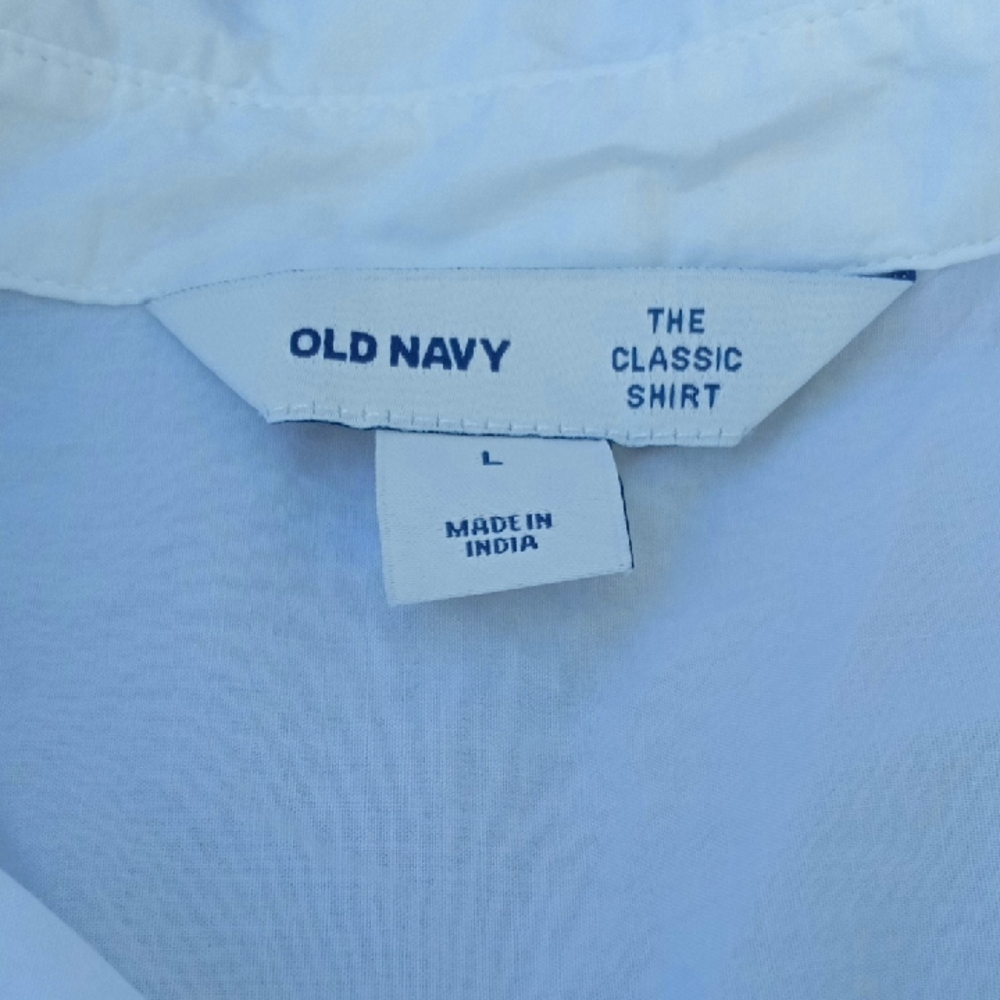 OLD NAVY
THE
CLASSIC
SHIRT
L
MADE IN
INDIA